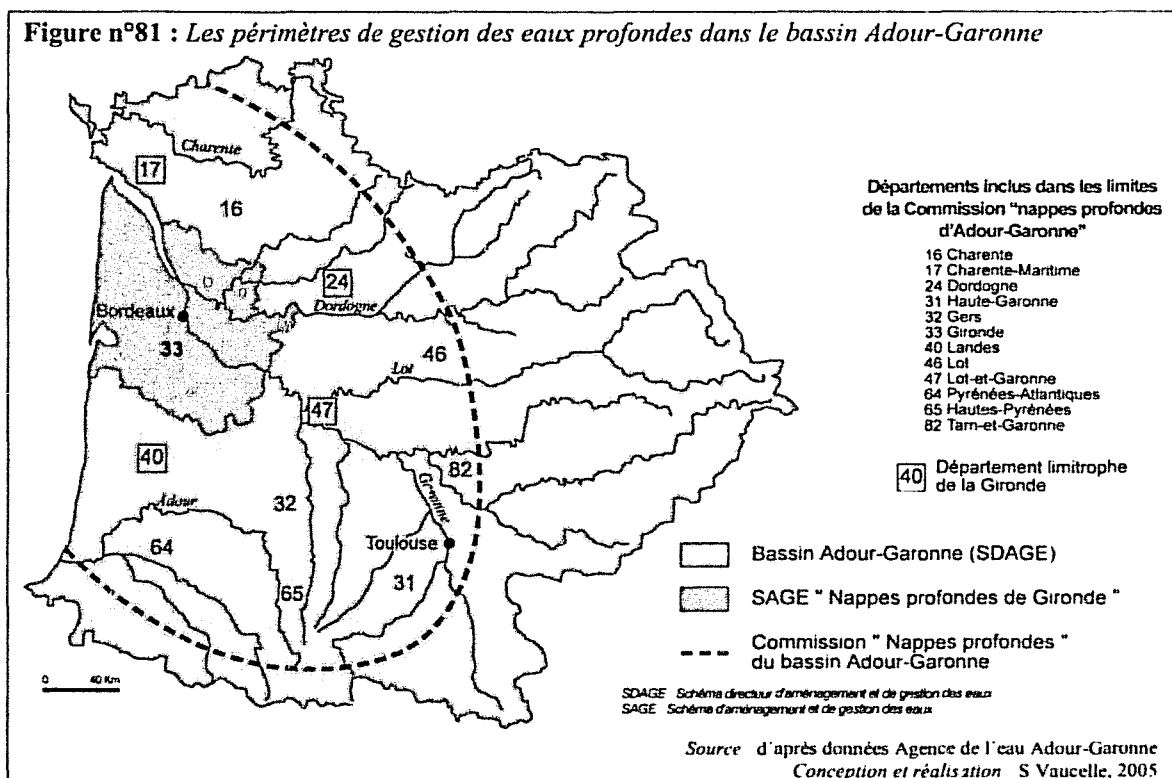 Figure n°81 : Les périmètres de gestion des eaux profondes dans le bassin Adour-Garonne
Charente
17
16
24
Dordogne
Bordeaux
33
46
Lot
47
40
82
Adour
32
Garonne
64
Toulouse
65
31
0 40 Km
Départements inclus dans les limites
de la Commission "nappes profondes
d'Adour-Garonne"
16 Charente
17 Charente-Maritime
24 Dordogne
31 Haute-Garonne
32 Gers
33 Gironde
40 Landes
46 Lot
47 Lot-et-Garonne
64 Pyrénées-Atlantiques
65 Hautes-Pyrénées
82 Tarn-et-Garonne
40 Département limitrophe
de la Gironde
Bassin Adour-Garonne (SDAGE)
SAGE " Nappes profondes de Gironde "
Commission " Nappes profondes "
du bassin Adour-Garonne
SDAGE Schéma directeur d'aménagement et de gestion des eaux
SAGE Schéma d'aménagement et de gestion des eaux
Source d'après données Agence de l'eau Adour-Garonne
Conception et réalisation S Vaucelle, 2005